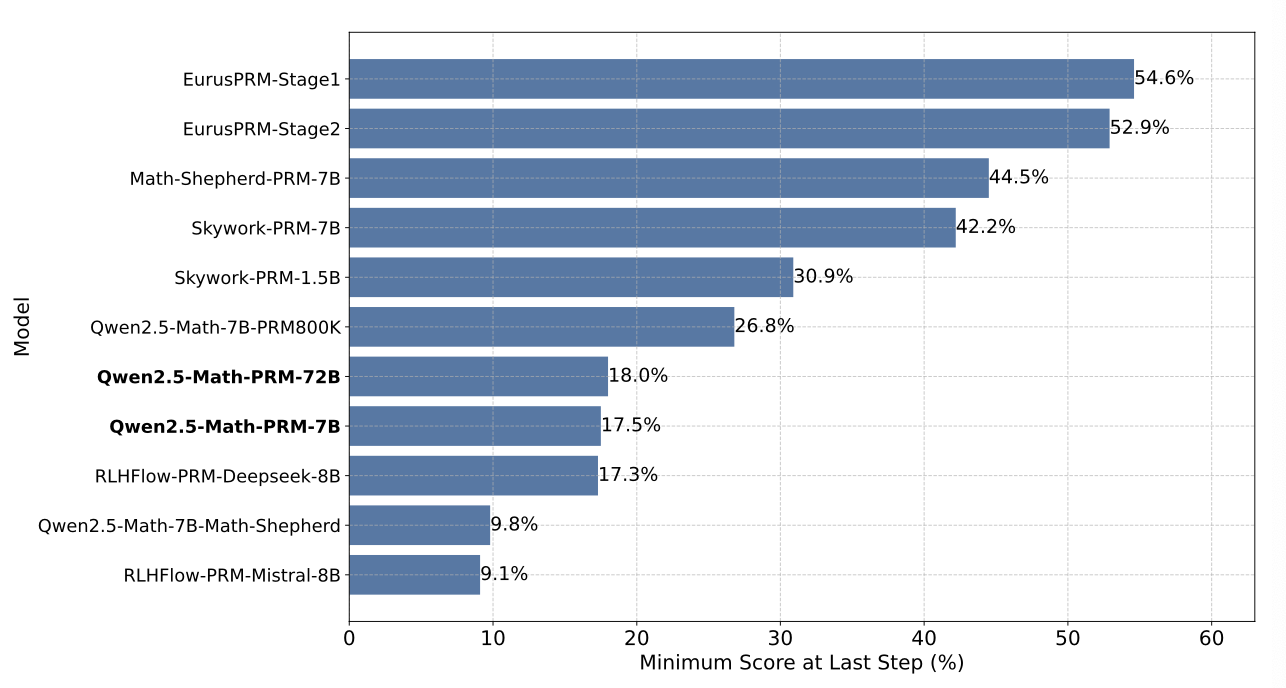 EurusPRM-Stage1 54.6%
EurusPRM-Stage2 52.9%
Math-Shepherd-PRM-7B 44.5%
Skywork-PRM-7B 42.2%
Skywork-PRM-1.5B 30.9%
Qwen2.5-Math-7B-PRM800K 26.8%
Qwen2.5-Math-PRM-72B 18.0%
Qwen2.5-Math-PRM-7B 17.5%
RLHFlow-PRM-Deepseek-8B 17.3%
Qwen2.5-Math-7B-Math-Shepherd 9.8%
RLHFlow-PRM-Mistral-8B 9.1%
Model
0 10 20 30 40 50 60
Minimum Score at Last Step (%)